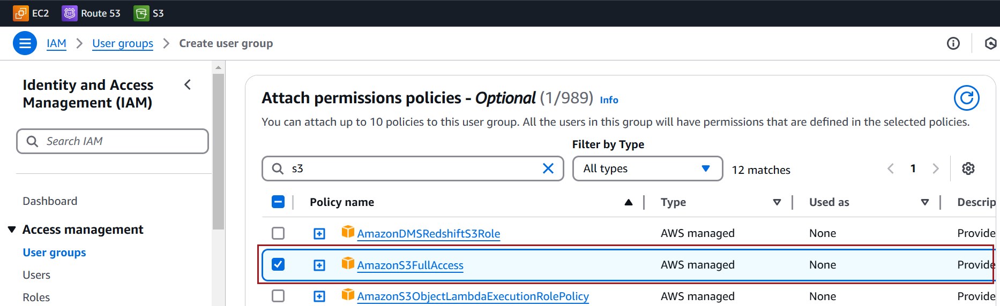 EC2 Route 53 S3
IAM User groups Create user group
Identity and Access
Management (IAM)
Search IAM
Dashboard
Access management
User groups
Users
Roles
Attach permissions policies - Optional (1/989) Info
You can attach up to 10 policies to this user group. All the users in this group will have permissions that are defined in the selected policies.
Filter by Type
s3 All types 12 matches 1
Policy name Type Used as Descrip
AmazonDMSRedshiftS3Role AWS managed None Provide
AmazonS3FullAccess AWS managed None Provide
AmazonS3ObjectLambdaExecutionRolePolicy AWS managed None Provide